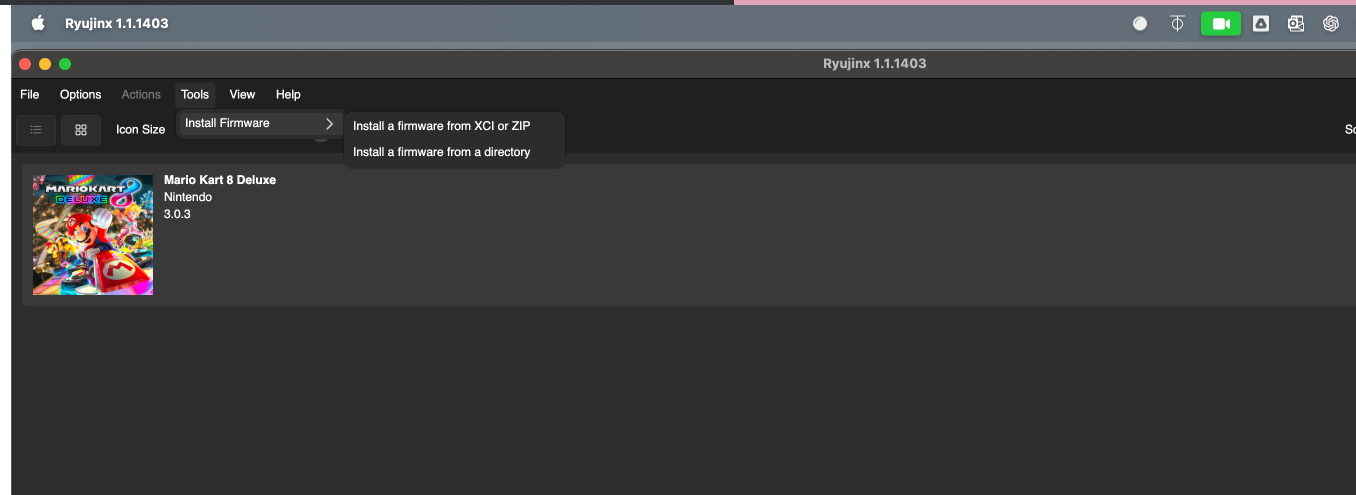 Ryujinx 1.1.1403
Ryujinx 1.1.1403
File Options Actions Tools View Help
Icon Size
Install Firmware
Install a firmware from XCI or ZIP
Install a firmware from a directory
MARIOKART 8
DELUXE
Mario Kart 8 Deluxe
Nintendo
3.0.3